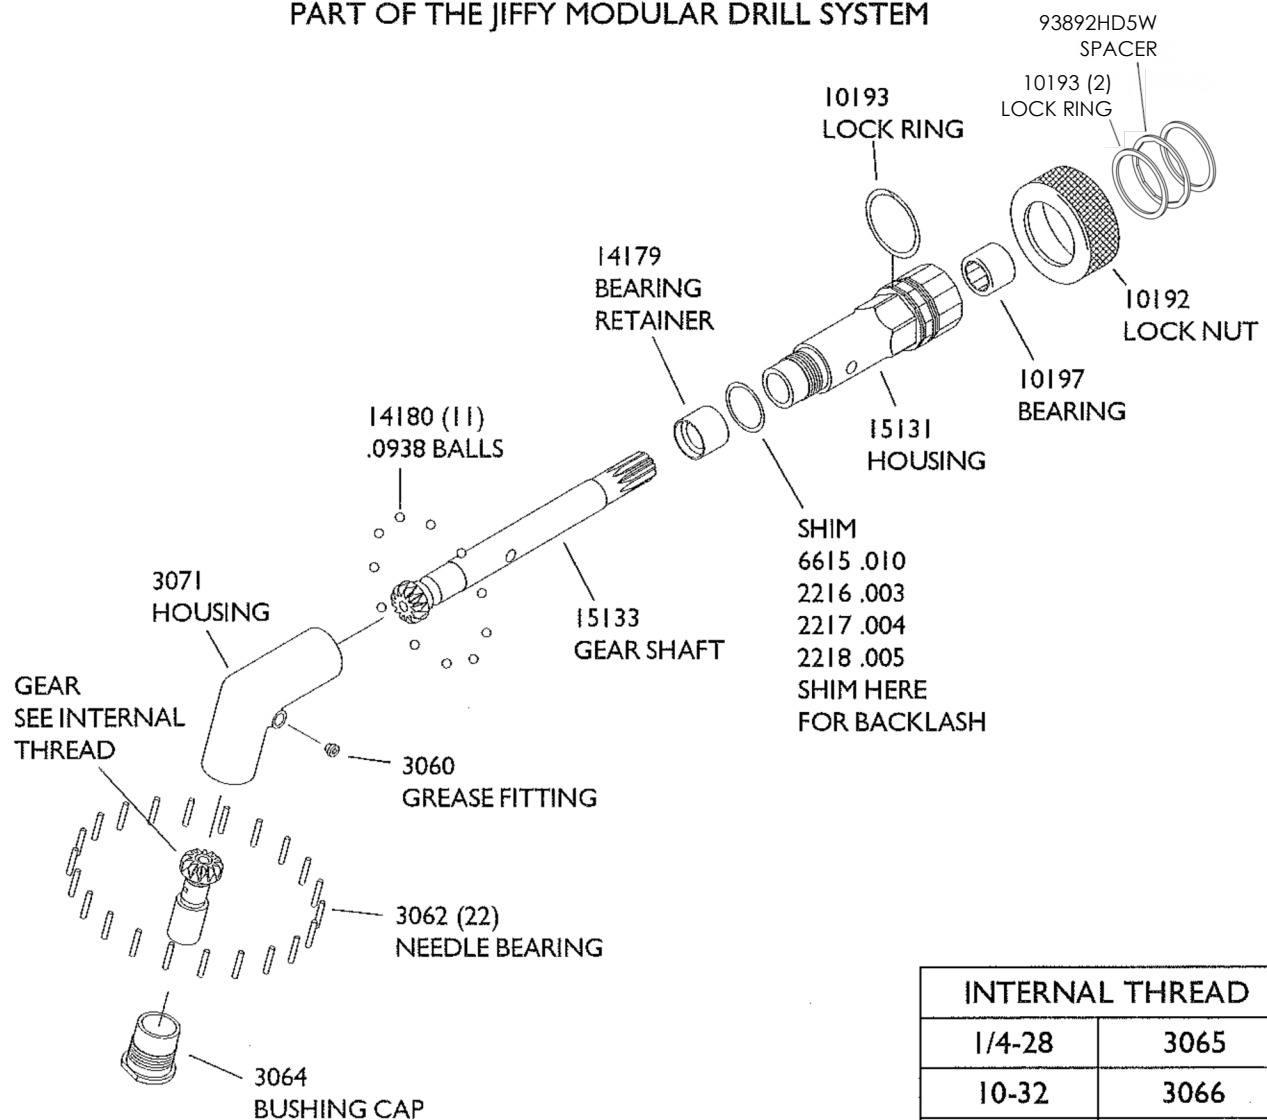 PART OF THE JIFFY MODULAR DRILL SYSTEM
93892HD5W
SPACER
10193 (2)
LOCK RING
10193
LOCK RING
14179
BEARING
RETAINER
10192
LOCK NUT
10197
BEARING
15131
HOUSING
14180 (11)
.0938 BALLS
SHIM
6615 .010
2216 .003
2217 .004
2218 .005
SHIM HERE
FOR BACKLASH
3071
HOUSING
15133
GEAR SHAFT
GEAR
SEE INTERNAL
THREAD
3060
GREASE FITTING
3062 (22)
NEEDLE BEARING
3064
BUSHING CAP
INTERNAL THREAD
1/4-28 3065
10-32 3066